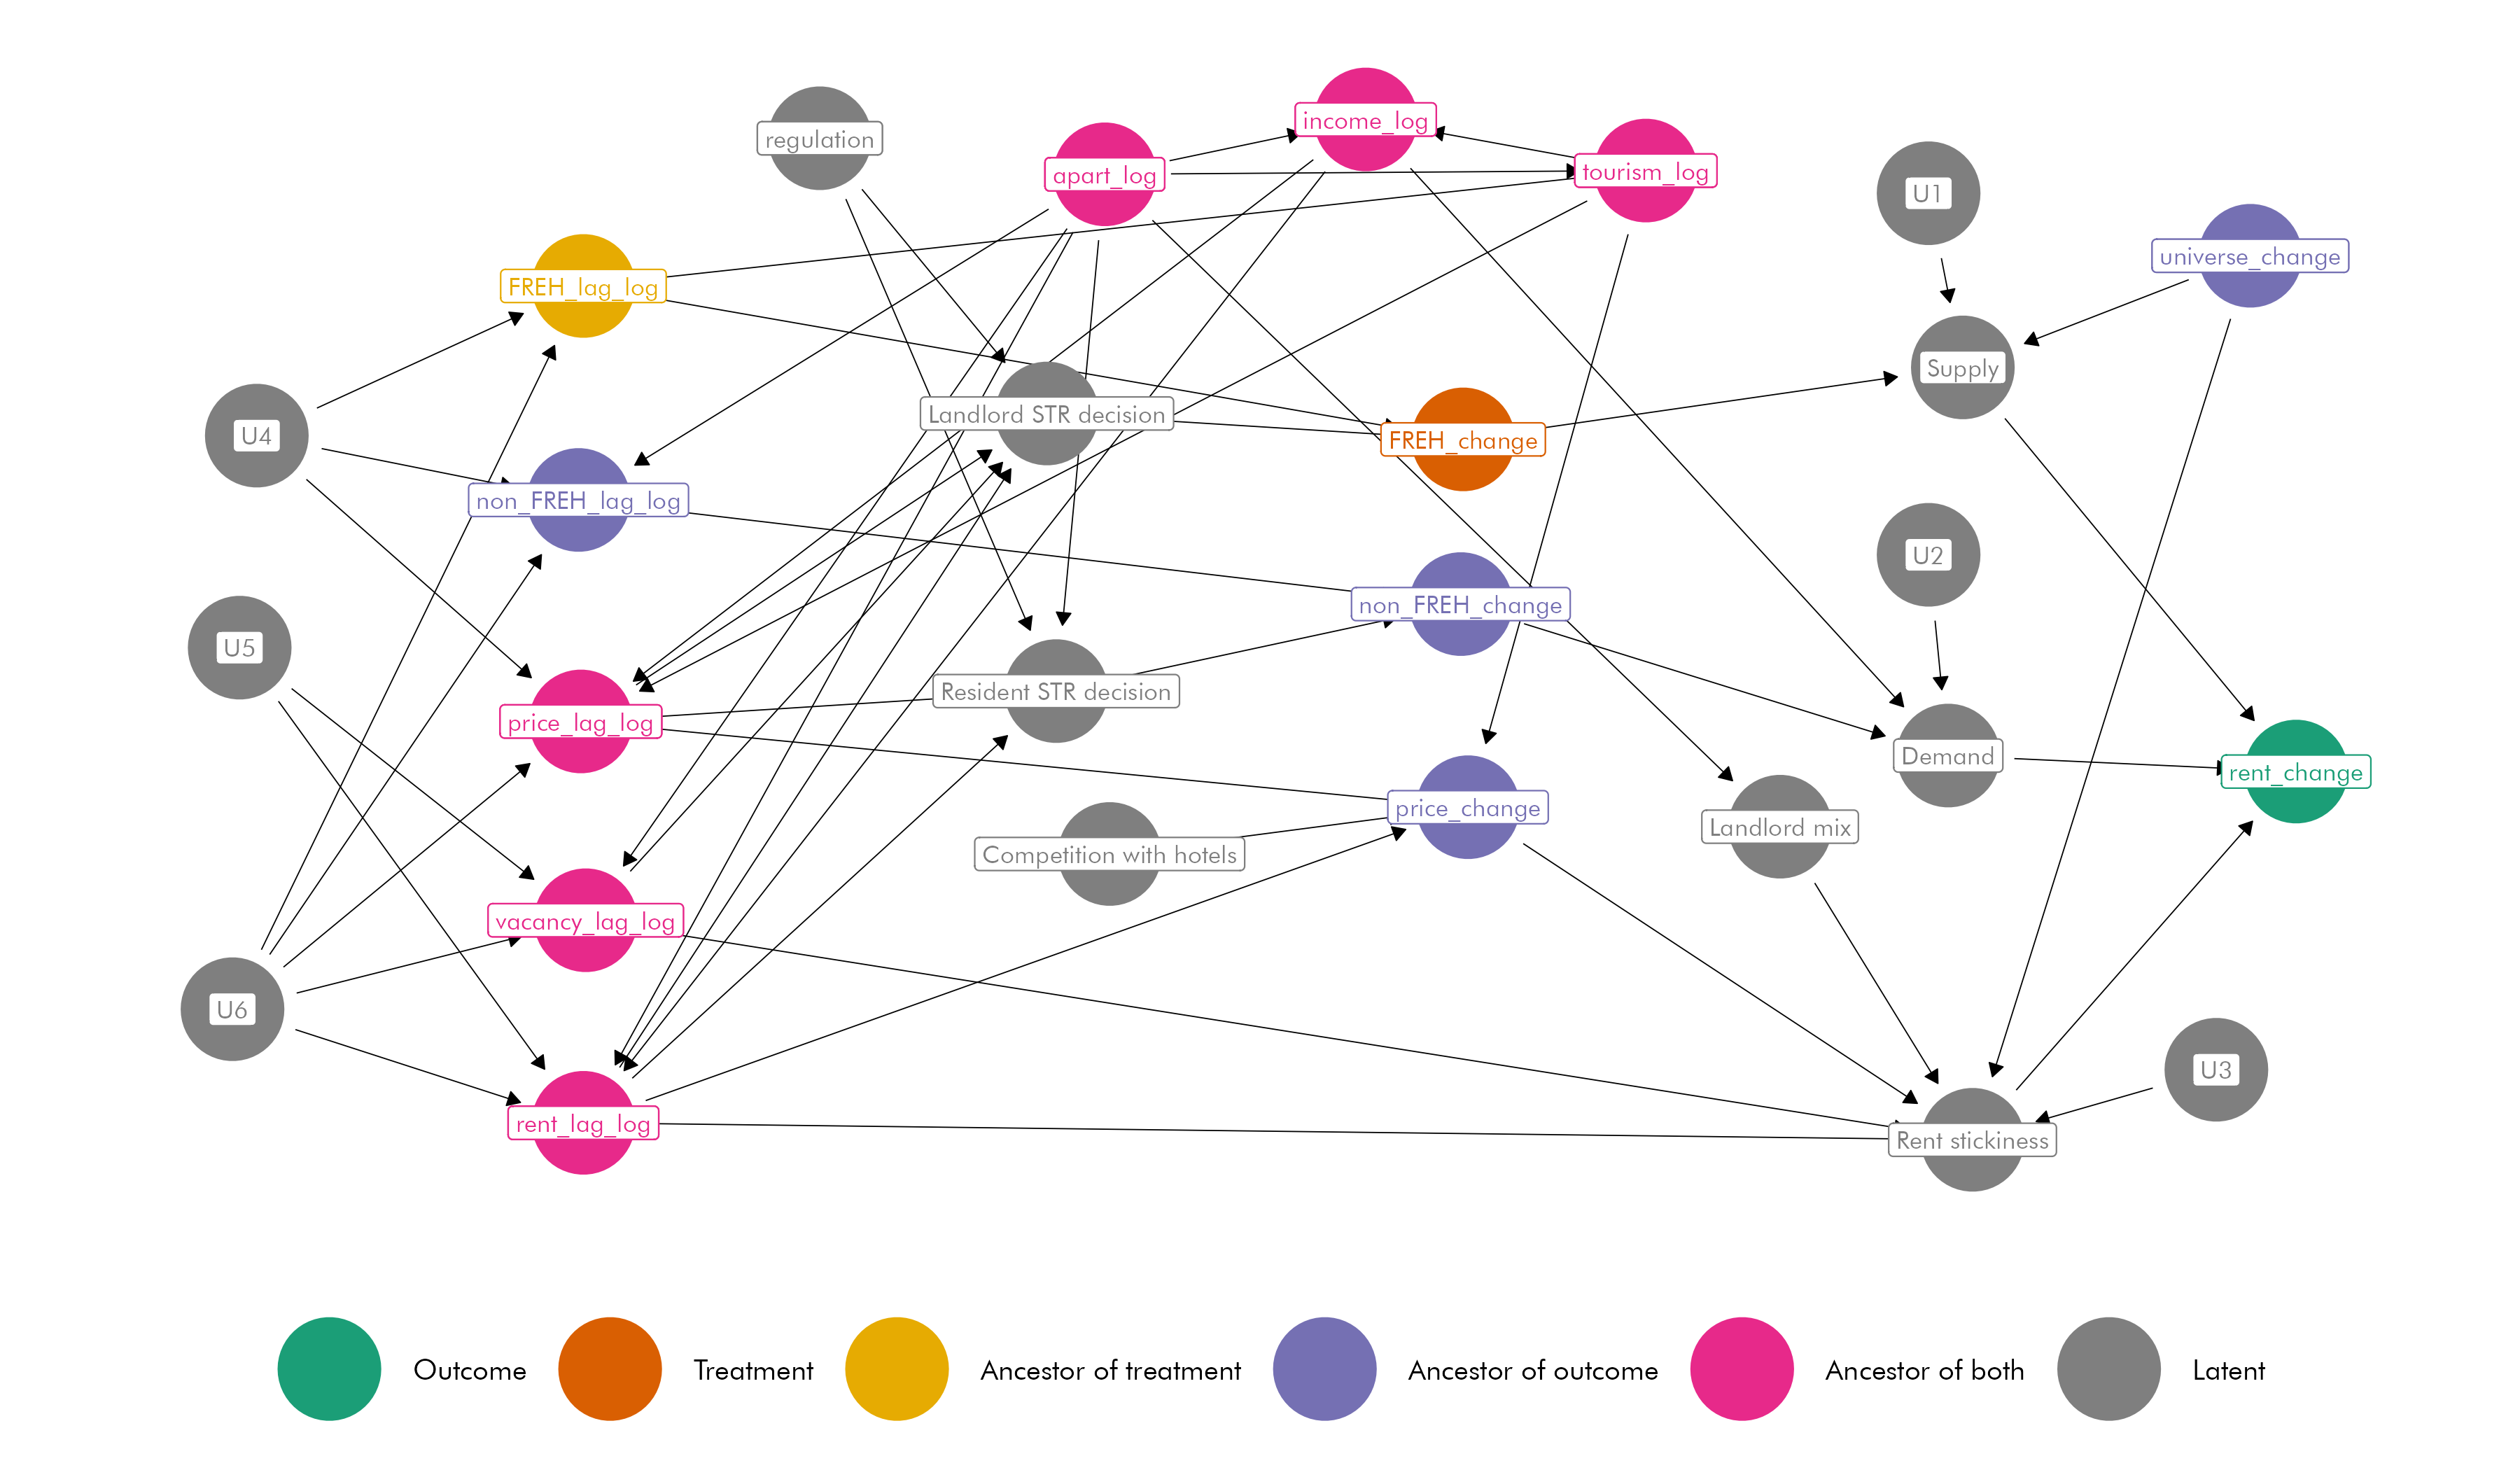 income_log
regulation
apart_log
tourism_log
U1
universe_change
FREH_lag_log
Supply
Landlord STR decision
U4
FREH_change
non_FREH_lag_log
U2
non_FREH_change
U5
Resident STR decision
price_lag_log
Demand
rent_change
price_change
Landlord mix
Competition with hotels
vacancy_lag_log
U6
U3
rent_lag_log
Rent stickiness
Outcome
Treatment
Ancestor of treatment
Ancestor of outcome
Ancestor of both
Latent